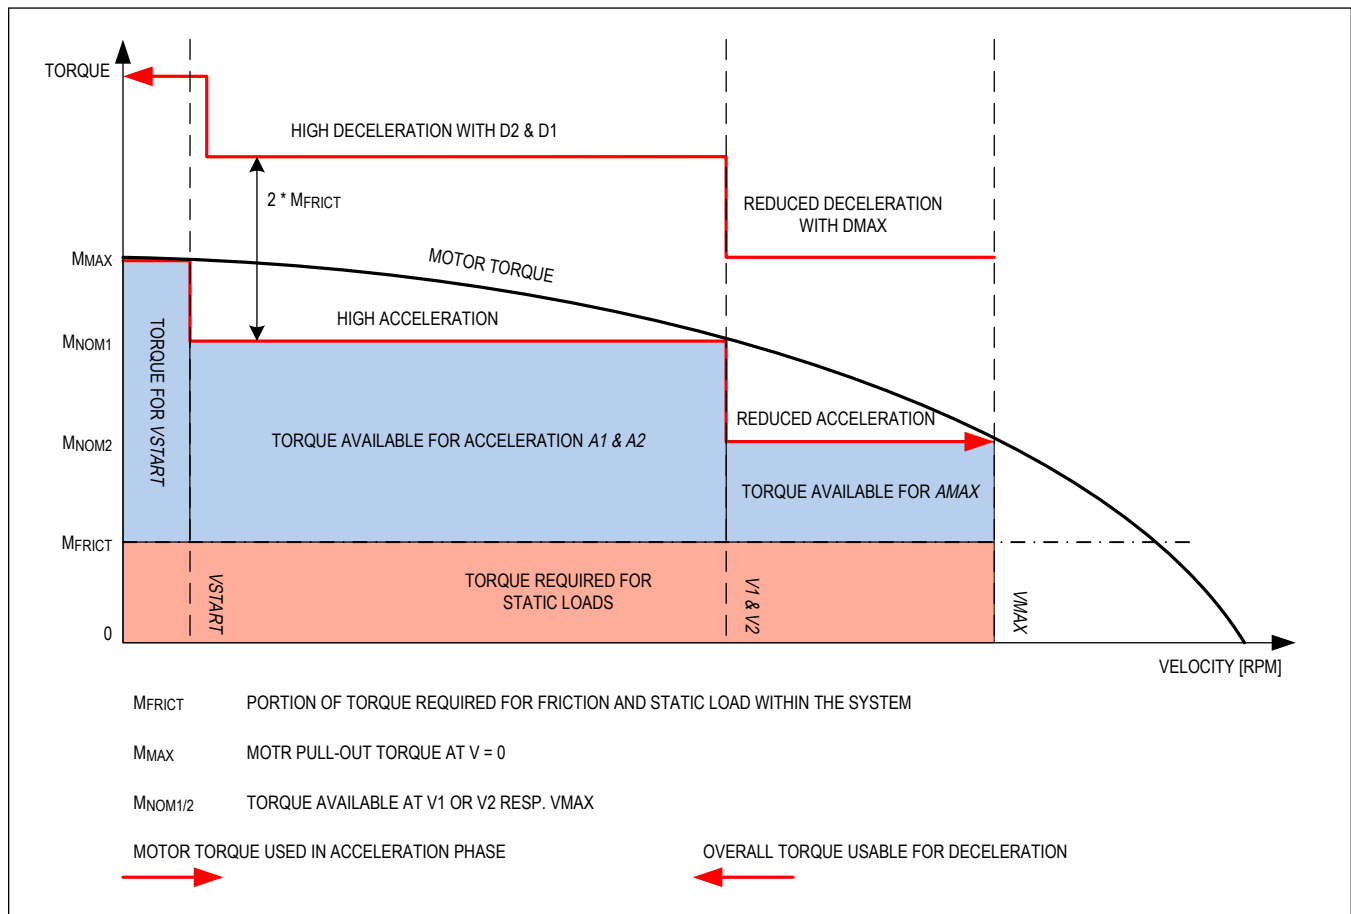 TORQUE
HIGH DECELERATION WITH D2 & D1
2 * MFRICT
REDUCED DECELERATION
WITH DMAX
MMAX
MOTOR TORQUE
HIGH ACCELERATION
MNOM1
TORQUE FOR VSTART
REDUCED ACCELERATION
MNOM2
TORQUE AVAILABLE FOR ACCELERATION A1 & A2
TORQUE AVAILABLE FOR AMAX
MFRICT
TORQUE REQUIRED FOR
STATIC LOADS
VSTART
V1 & V2
VMAX
0
VELOCITY [RPM]
MFRICT PORTION OF TORQUE REQUIRED FOR FRICTION AND STATIC LOAD WITHIN THE SYSTEM
MMAX MOTR PULL-OUT TORQUE AT V = 0
MNOM1/2 TORQUE AVAILABLE AT V1 OR V2 RESP. VMAX
MOTOR TORQUE USED IN ACCELERATION PHASE
OVERALL TORQUE USABLE FOR DECELERATION